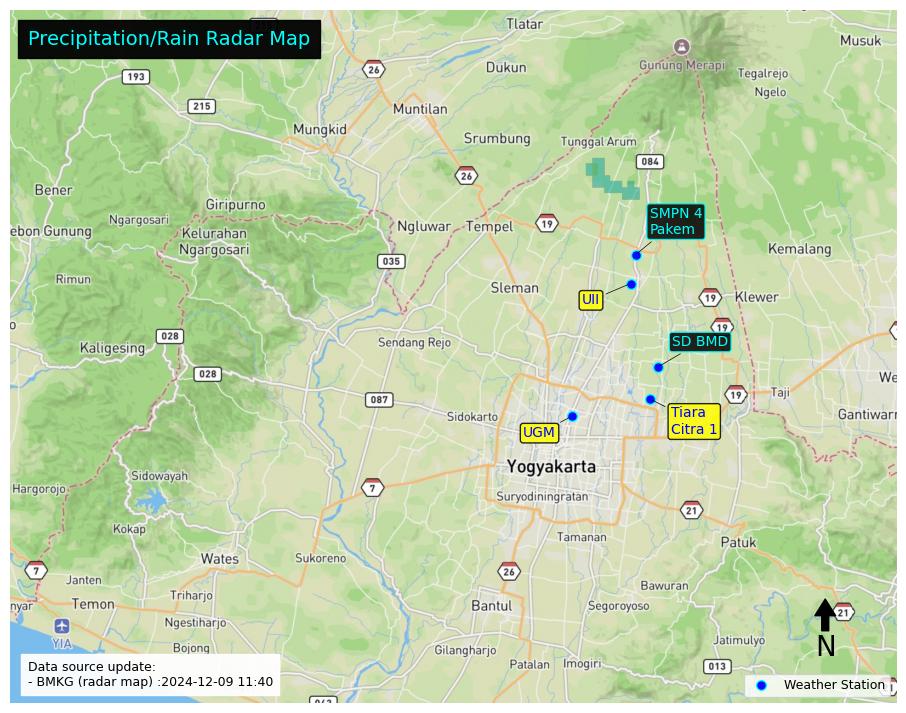 Precipitation/Rain Radar Map
Tlatar
Musuk
26
Gunung Merapi
Dukun
193
Tegalrejo
Ngelo
215
Muntilan
Mungkid
Srumbung
Tunggal Arum
084
26
Bener
Giripurno
SMPN 4
Pakem
Ngargosari
ebon Gunung
Kelurahan
Ngargosari
Ngluwar
Tempel
19
Kemalang
035
Rimun
Sleman
UII
19
Klewer
19
028
Kaligesing
Sendang Rejo
SD BMD
028
087
19
Taji
We
Sidokarto
UGM
Tiara
Citra 1
Gantiwarn
Yogyakarta
Sidowayah
Hargorojo
7
Suryodiningratan
21
Kokap
Tamanan
Patuk
Wates
Sukoreno
7
Janten
26
Bawuran
Triharjo
nyar
Temon
Bantul
Segoroyoso
21
Ngestiharjo
YIA
Bojong
Gilangharjo
Jatimulyo
N
Patalan
Imogiri
013
Data source update:
- BMKG (radar map) :2024-12-09 11:40
Weather Station